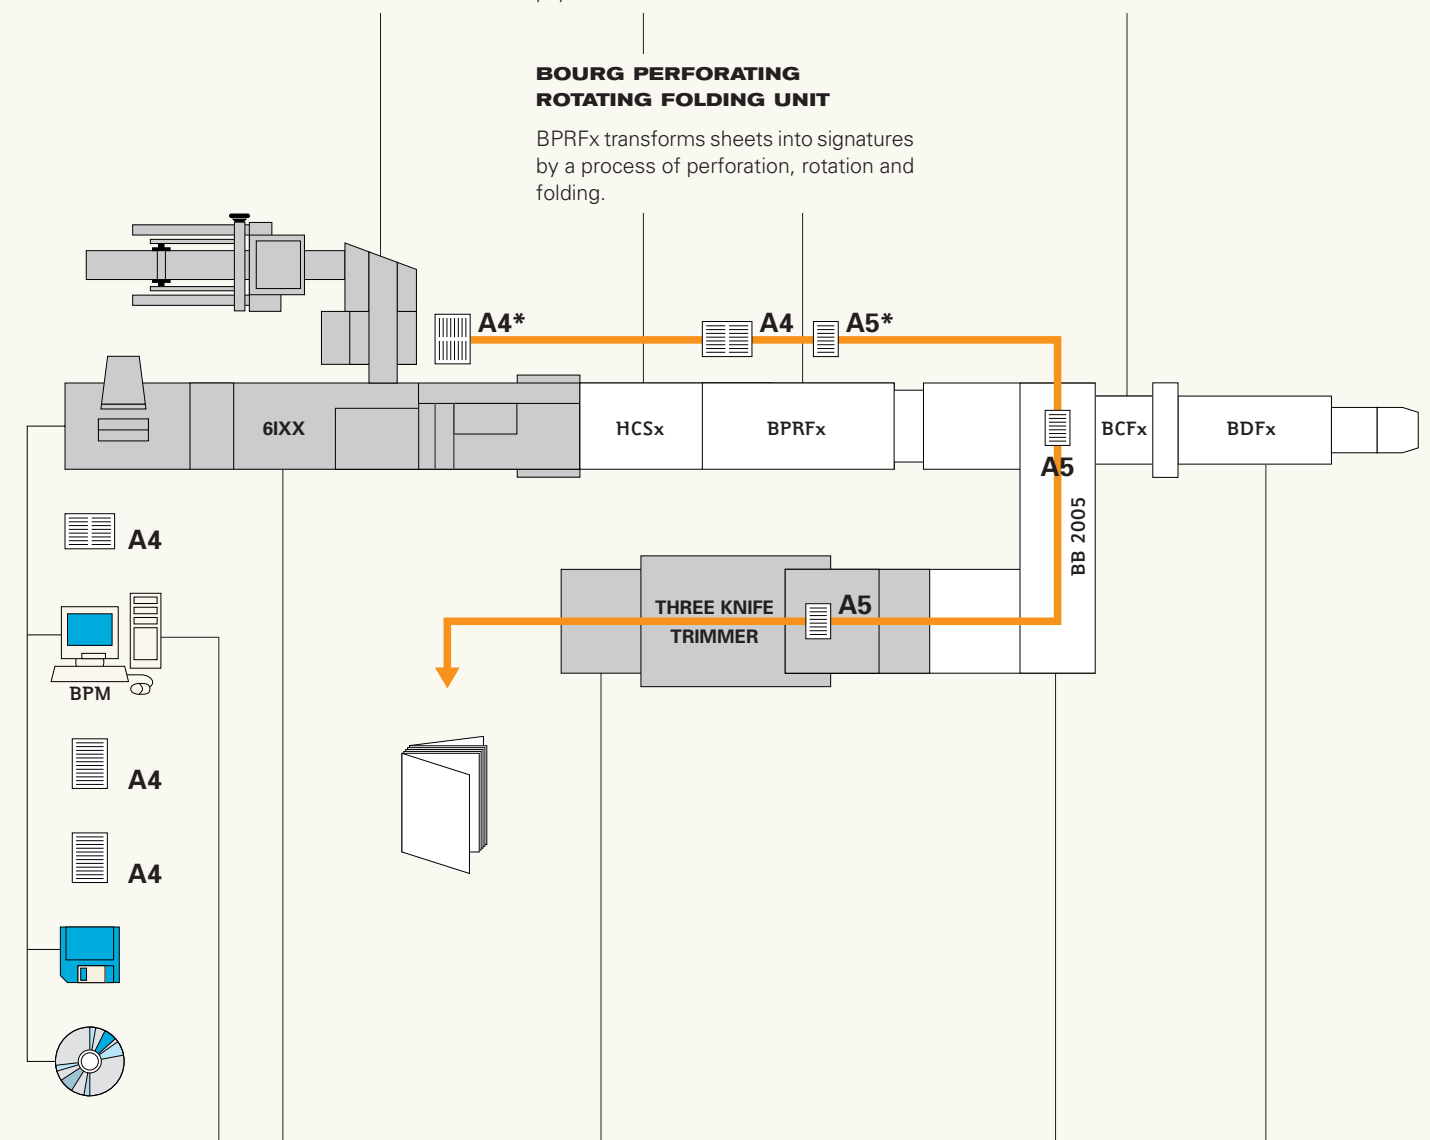 BOURG PERFORATING
ROTATING FOLDING UNIT
BPRFx transforms sheets into signatures
by a process of perforation, rotation and
folding.
A4*
A4
A5*
6IXX
HCSx
BPRFx
BCFx
BDFx
A5
BB 2005
A4
THREE KNIFE
TRIMMER
A5
BPM
A4
A4